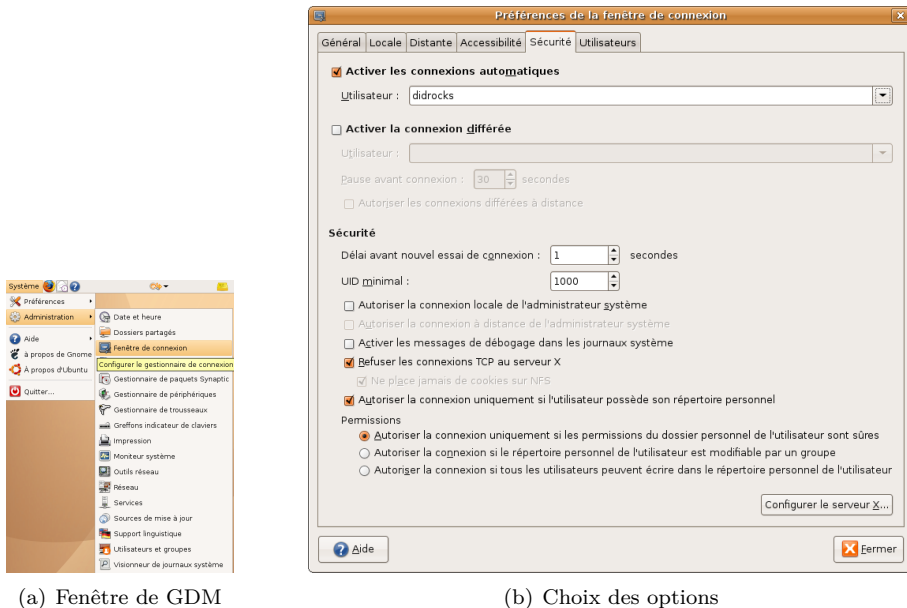 Système
Préférences
Administration
Aide
à propos de Gnome
À propos d'Ubuntu
Quitter...
Date et heure
Dossiers partagés
Fenêtre de connexion
Configurer le gestionnaire de connexion
Gestionnaire de paquets Synaptic
Gestionnaire de périphériques
Gestionnaire de trousseaux
Greffons indicateur de claviers
Impression
Moniteur système
Outils réseau
Réseau
Services
Sources de mise à jour
Support linguistique
Utilisateurs et groupes
Visionneur de journaux système
(a) Fenêtre de GDM
Préférences de la fenêtre de connexion
Général Locale Distante Accessibilité Sécurité Utilisateurs
Activer les connexions automatiques
Utilisateur : didrocks
Activer la connexion différée
Utilisateur :
Pause avant connexion : 30 secondes
Autoriser les connexions différées à distance
Sécurité
Délai avant nouvel essai de connexion : 1 secondes
UID minimal : 1000
Autoriser la connexion locale de l'administrateur système
Autoriser la connexion à distance de l'administrateur système
Activer les messages de débogage dans les journaux système
Refuser les connexions TCP au serveur X
Ne place jamais de cookies sur NFS
Autoriser la connexion uniquement si l'utilisateur possède son répertoire personnel
Permissions
Autoriser la connexion uniquement si les permissions du dossier personnel de l'utilisateur sont sûres
Autoriser la connexion si le répertoire personnel de l'utilisateur est modifiable par un groupe
Autoriser la connexion si tous les utilisateurs peuvent écrire dans le répertoire personnel de l'utilisateur
Configurer le serveur X...
Aide
Fermer
(b) Choix des options